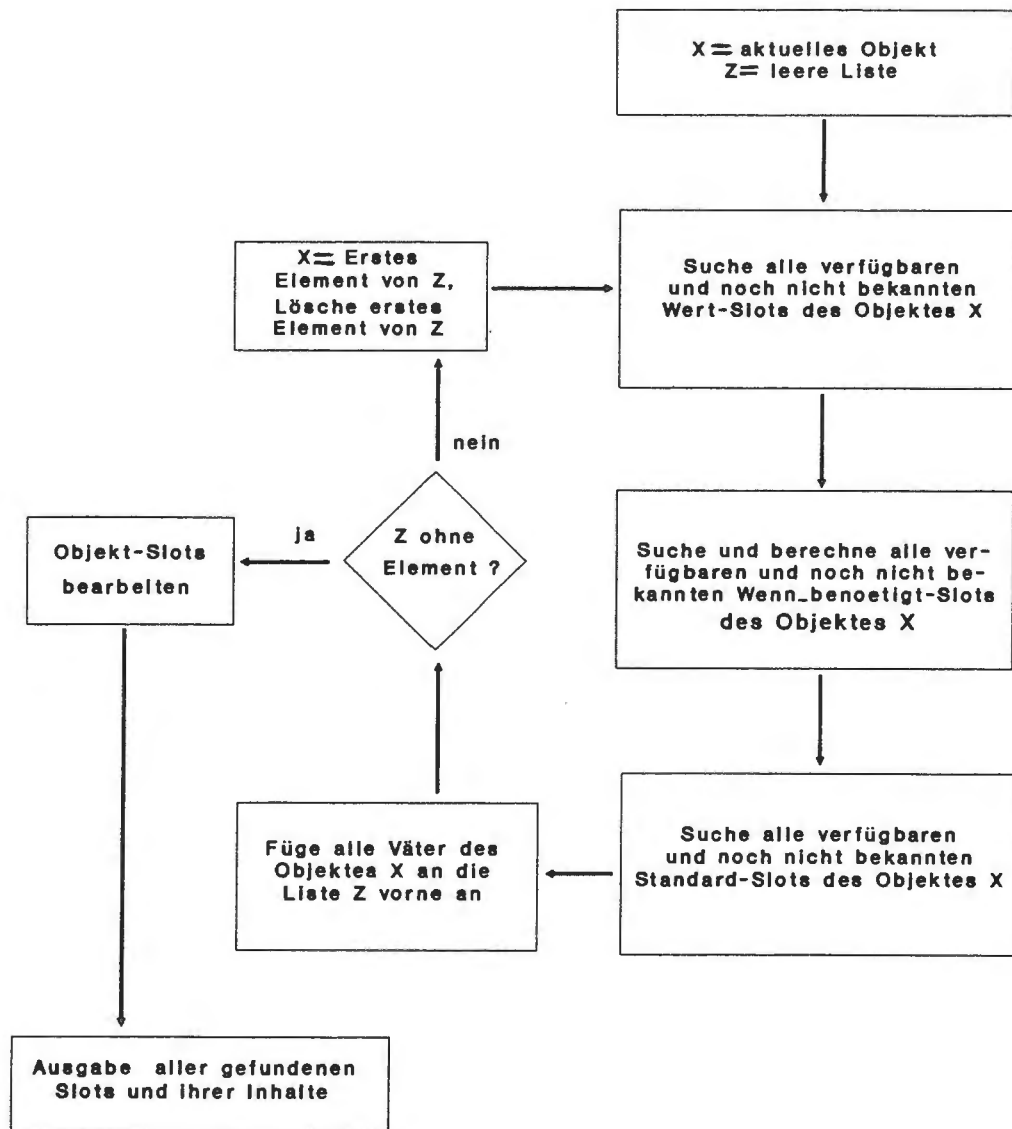 X= aktuelles Objekt
Z= leere Liste
Suche alle verfügbaren
und noch nicht bekannten
Wert-Slots des Objektes X
Suche und berechne alle ver-
fügbaren und noch nicht be-
kannten Wenn_benoetigt-Slots
des Objektes X
Suche alle verfügbaren
und noch nicht bekannten
Standard-Slots des Objektes X
Füge alle Väter des
Objektes X an die
Liste Z vorne an
Z ohne
Element ?
nein
X= Erstes
Element von Z,
Lösche erstes
Element von Z
ja
Objekt-Slots
bearbeiten
Ausgabe aller gefundenen
Slots und ihrer Inhalte